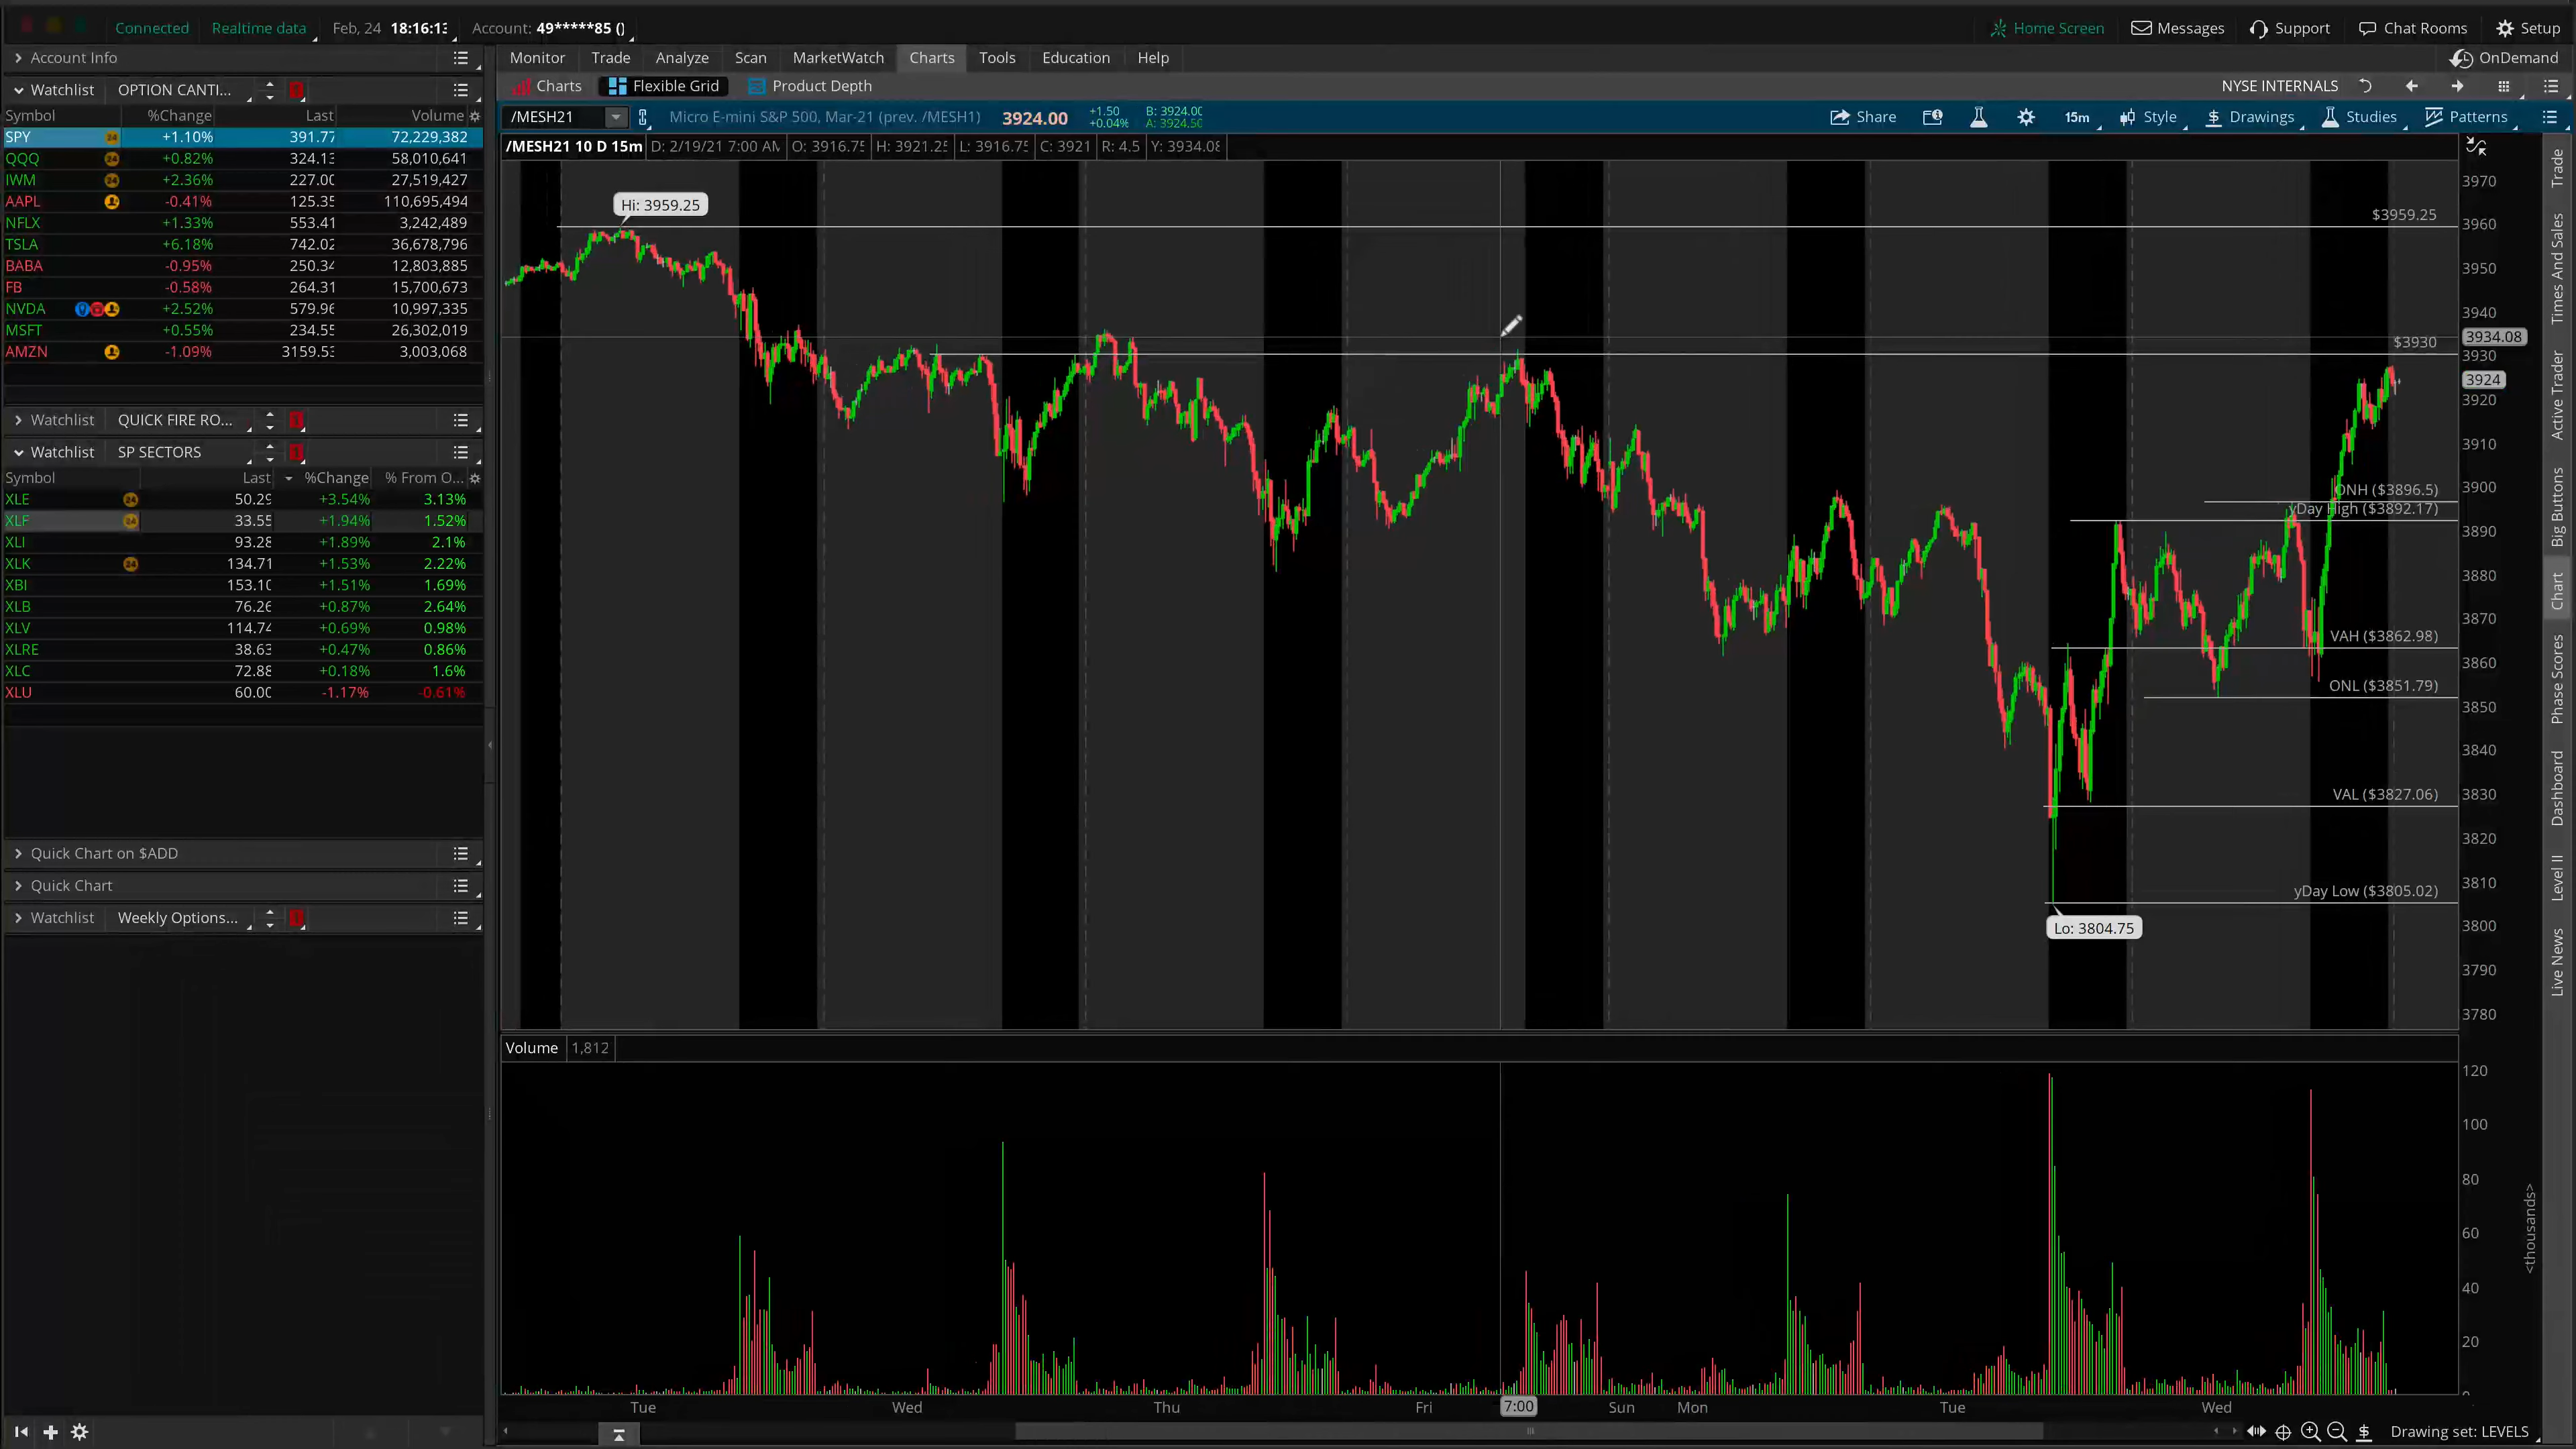 Connected Realtime data Feb, 24 18:16:13 Account: 49*****85 () Home Screen Messages Support Chat Rooms Setup
Account Info
Monitor Trade Analyze Scan MarketWatch Charts Tools Education Help OnDemand
Charts Flexible Grid Product Depth NYSE INTERNALS
Watchlist OPTION CANTI... 
Symbol %Change Last Volume
SPY +1.10% 391.77 72,229,382
QQQ +0.82% 324.13 58,010,641
IWM +2.36% 227.00 27,519,427
AAPL -0.41% 125.35 110,695,494
NFLX +1.33% 553.41 3,242,489
TSLA +6.18% 742.02 36,678,796
BABA -0.95% 250.34 12,803,885
FB -0.58% 264.31 15,700,673
NVDA +2.52% 579.96 10,997,335
MSFT +0.55% 234.55 26,302,019
AMZN -1.09% 3159.53 3,003,068
Watchlist QUICK FIRE RO...
Watchlist SP SECTORS
Symbol Last %Change % From O...
XLE 50.29 +3.54% 3.13%
XLF 33.55 +1.94% 1.52%
XLI 93.28 +1.89% 2.1%
XLK 134.71 +1.53% 2.22%
XBI 153.10 +1.51% 1.69%
XLB 76.26 +0.87% 2.64%
XLV 114.74 +0.69% 0.98%
XLRE 38.63 +0.47% 0.86%
XLC 72.88 +0.18% 1.6%
XLU 60.00 -1.17% -0.61%
Quick Chart on $ADD
Quick Chart
Watchlist Weekly Options...
/MESH21 Micro E-mini S&P 500, Mar-21 (prev. /MESH1) 3924.00 +1.50 B: 3924.00
+0.04% A: 3924.50
Share 15m Style Drawings Studies Patterns
/MESH21 10 D 15m D: 2/19/21 7:00 AM O: 3916.75 H: 3921.25 L: 3916.75 C: 3921 R: 4.5 Y: 3934.08
Hi: 3959.25
$3959.25
$3930
ONH ($3896.5)
yDay High ($3892.17)
VAH ($3862.98)
ONL ($3851.79)
VAL ($3827.06)
yDay Low ($3805.02)
Lo: 3804.75
3970
3960
3950
3940
3934.08
3930
3924
3920
3910
3900
3890
3880
3870
3860
3850
3840
3830
3820
3810
3800
3790
3780
Volume 1,812
120
100
80
60
40
20
<thousands>
Tue Wed Thu Fri 7:00 Sun Mon Tue Wed
Drawing set: LEVELS
Trade
Times And Sales
Active Trader
Big Buttons
Chart
Phase Scores
Dashboard
Level II
Live News